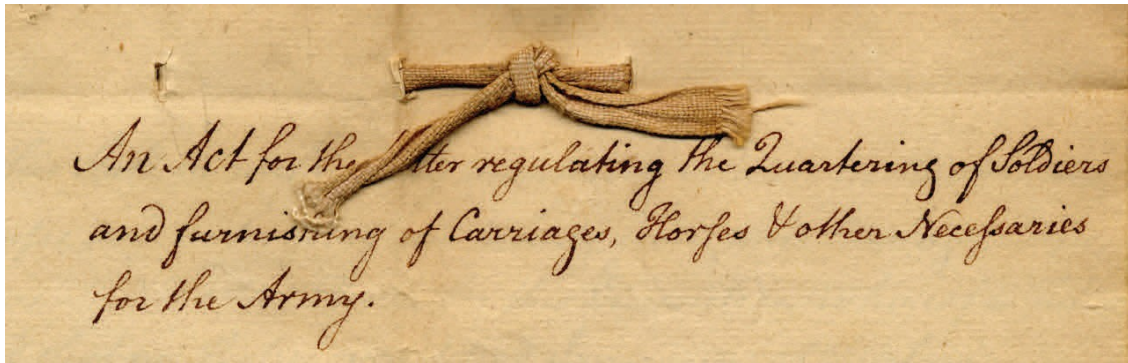 An Act for the better regulating the Quartering of Soldiers
and furnishing of Carriages, Horſes & other Neceſsaries
for the Army.